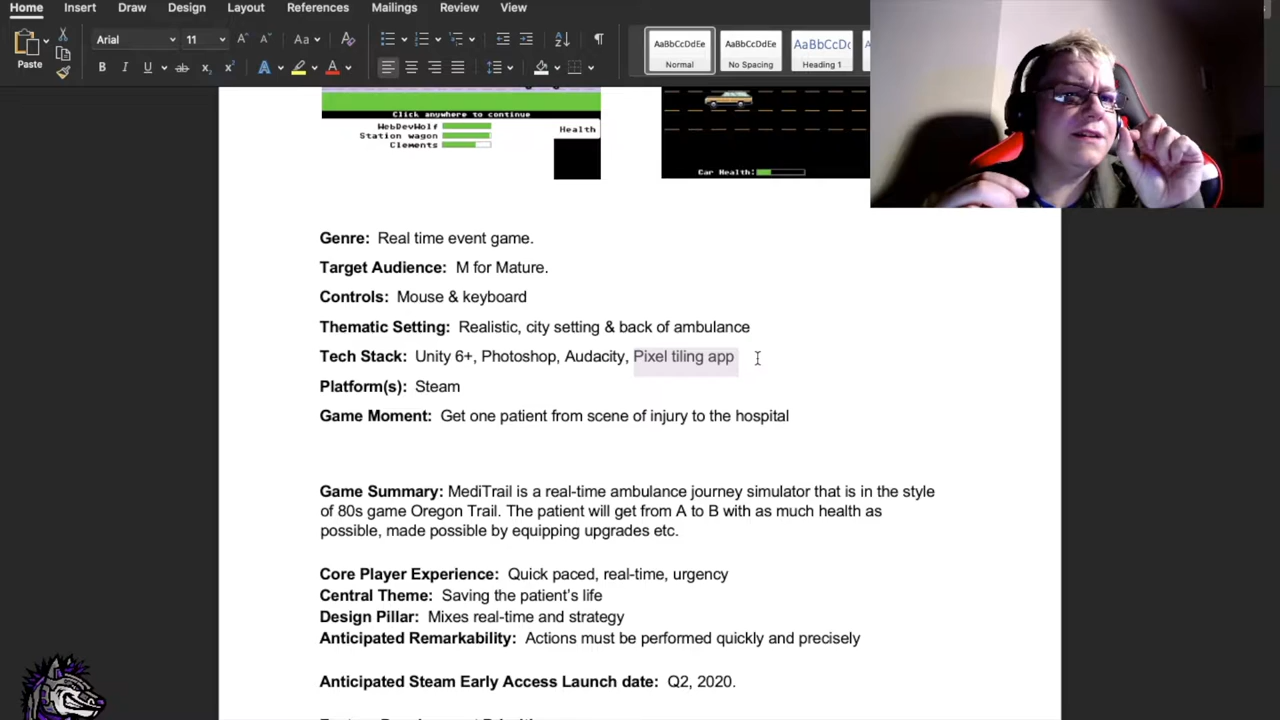 Home Insert Draw Design Layout References Mailings Review View
Paste
Arial 11
AaBbCcDdEe AaBbCcDdEe AaBbCcDc
Normal No Spacing Heading 1
Click anywhere to continue
WebDevWolf
Station wagon
Clements
Health
Car Health:
Genre: Real time event game.
Target Audience: M for Mature.
Controls: Mouse & keyboard
Thematic Setting: Realistic, city setting & back of ambulance
Tech Stack: Unity 6+, Photoshop, Audacity, Pixel tiling app
Platform(s): Steam
Game Moment: Get one patient from scene of injury to the hospital
Game Summary: MediTrail is a real-time ambulance journey simulator that is in the style
of 80s game Oregon Trail. The patient will get from A to B with as much health as
possible, made possible by equipping upgrades etc.
Core Player Experience: Quick paced, real-time, urgency
Central Theme: Saving the patient's life
Design Pillar: Mixes real-time and strategy
Anticipated Remarkability: Actions must be performed quickly and precisely
Anticipated Steam Early Access Launch date: Q2, 2020.